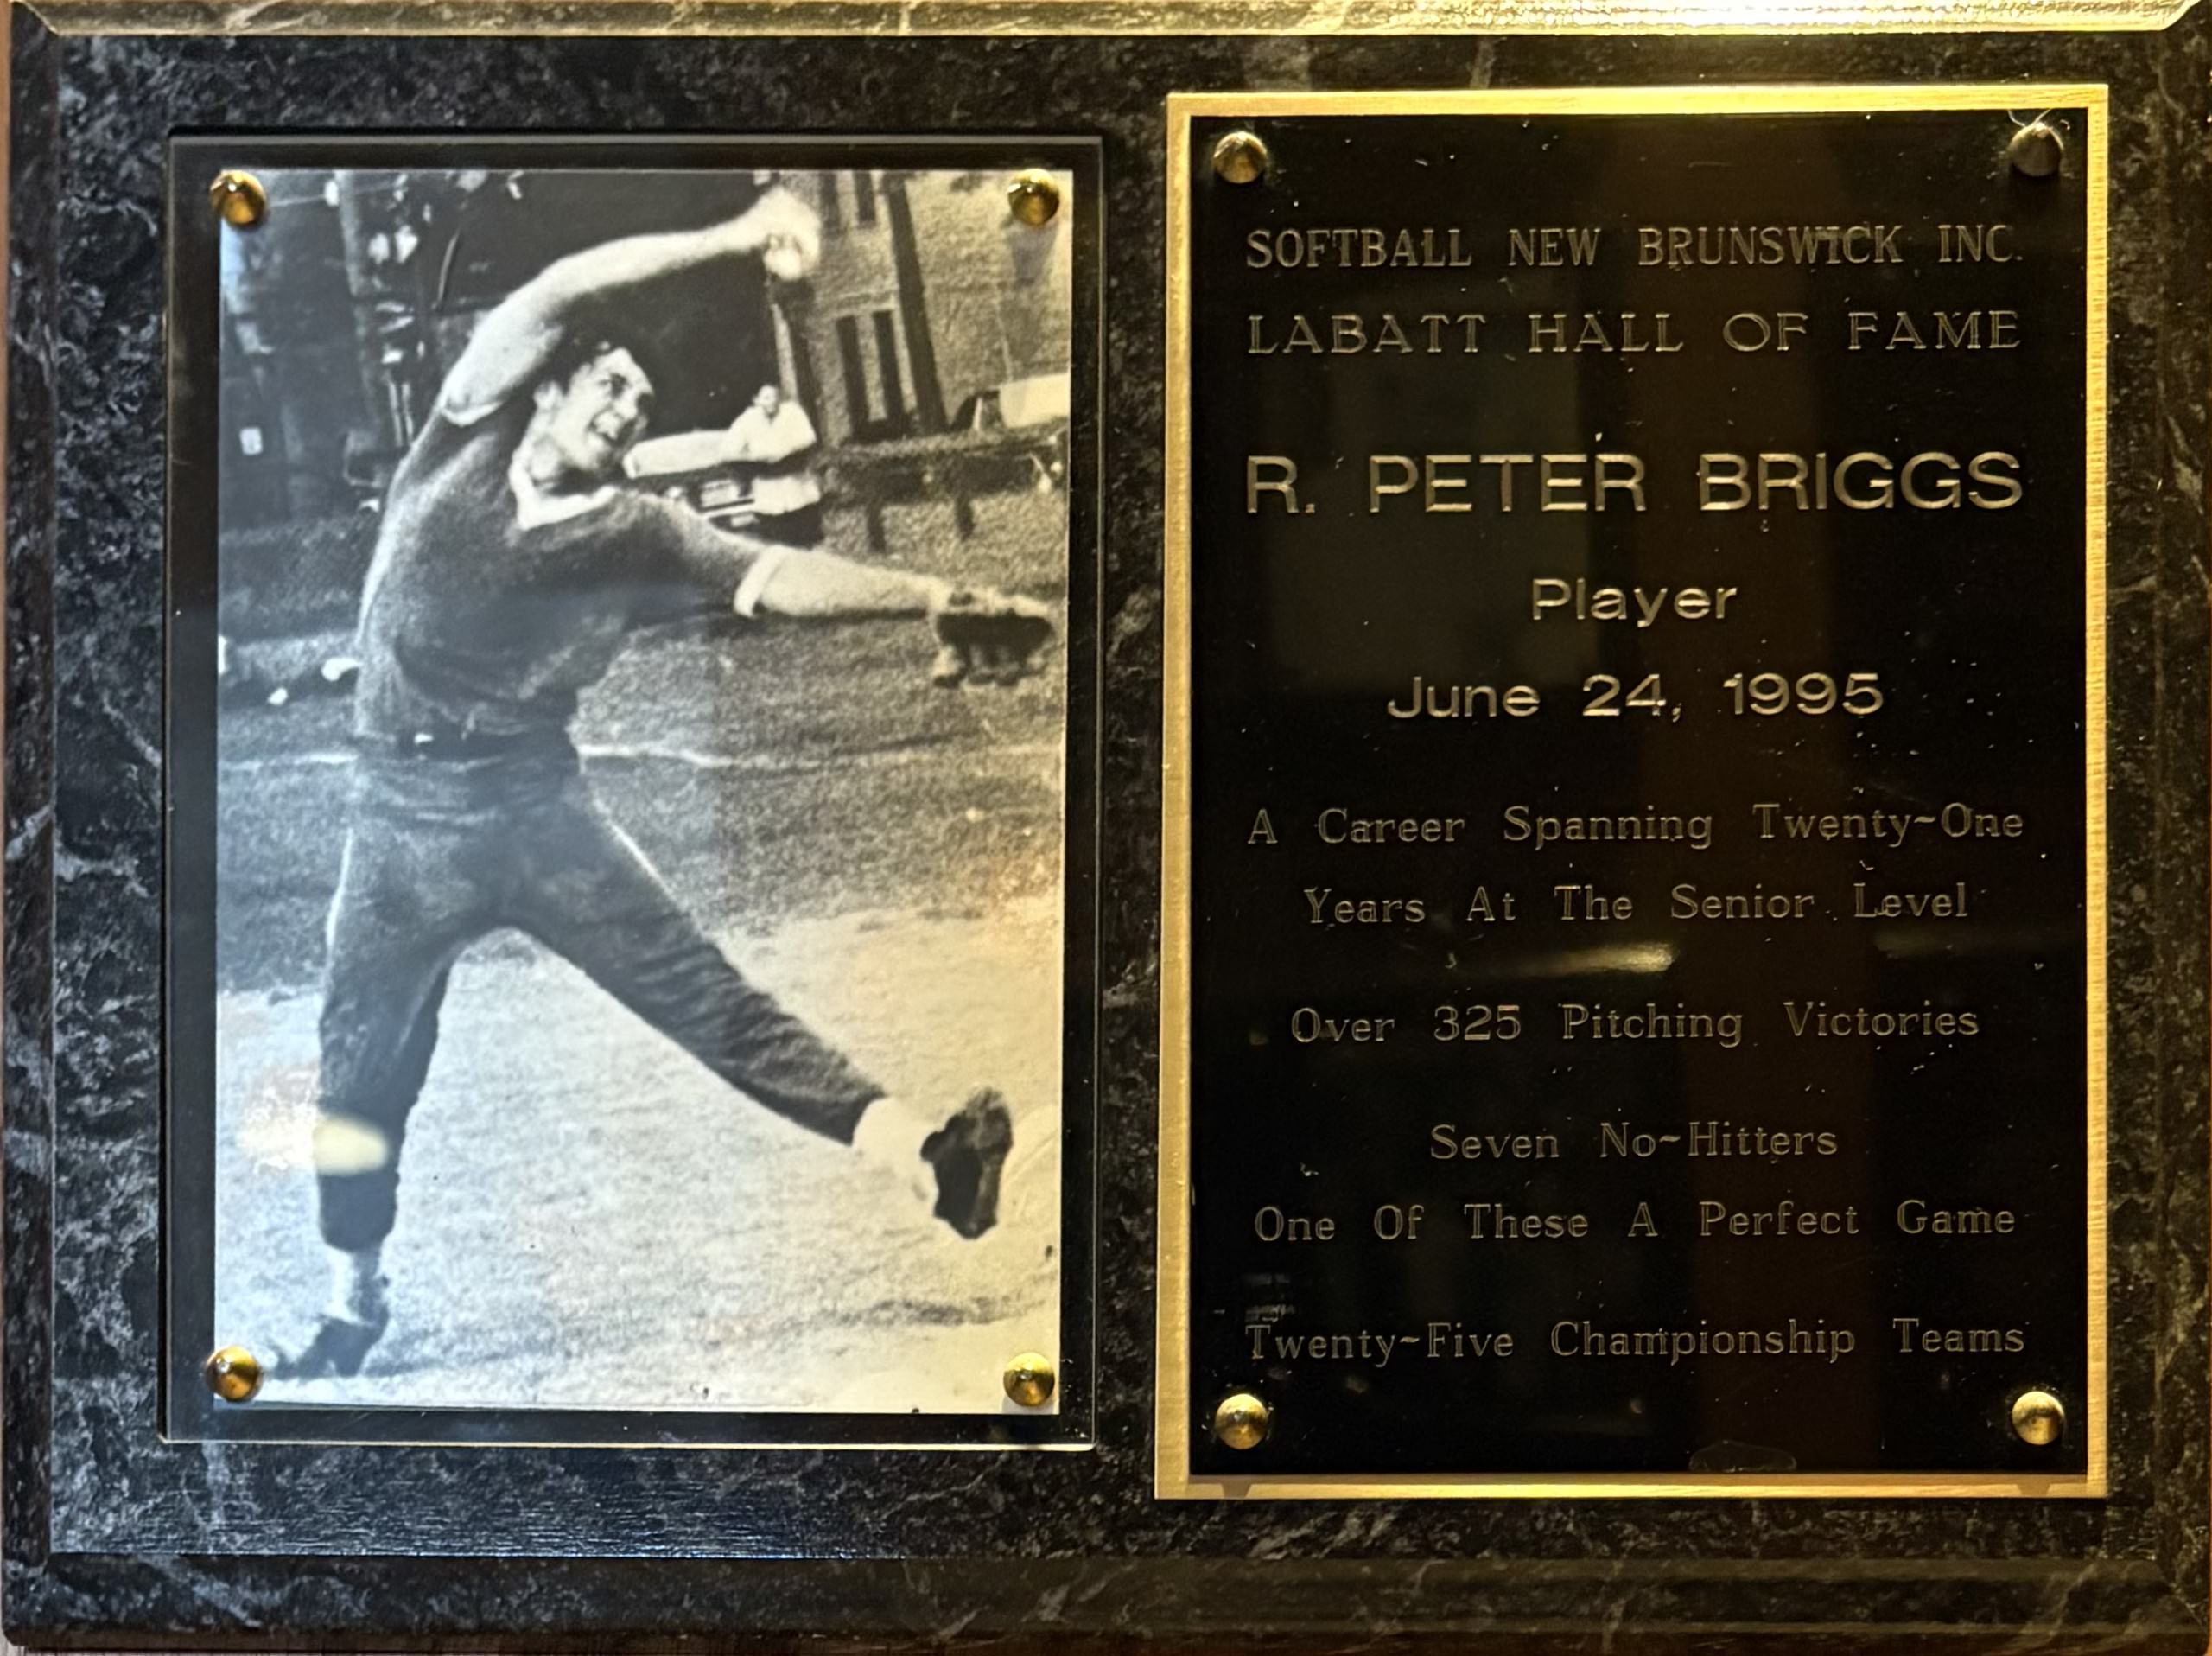 SOFTBALL NEW BRUNSWICK INC.
LABATT HALL OF FAME
R. PETER BRIGGS
Player
June 24, 1995
A Career Spanning Twenty-One
Years At The Senior Level
Over 325 Pitching Victories
Seven No-Hitters
One Of These A Perfect Game
Twenty-Five Championship Teams